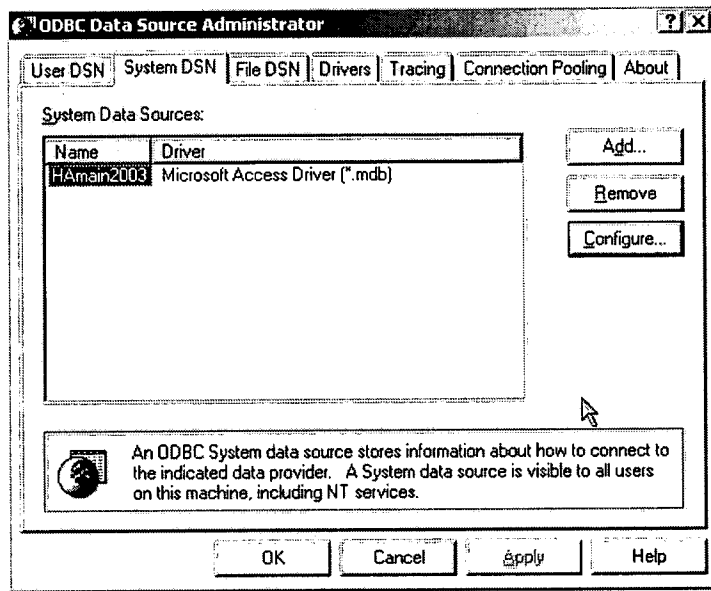 ODBC Data Source Administrator
? X
User DSN System DSN File DSN Drivers Tracing Connection Pooling About
System Data Sources:
Name Driver
HAmain2003 Microsoft Access Driver (*.mdb)
Add...
Remove
Configure...
An ODBC System data source stores information about how to connect to
the indicated data provider. A System data source is visible to all users
on this machine, including NT services.
OK Cancel Apply Help